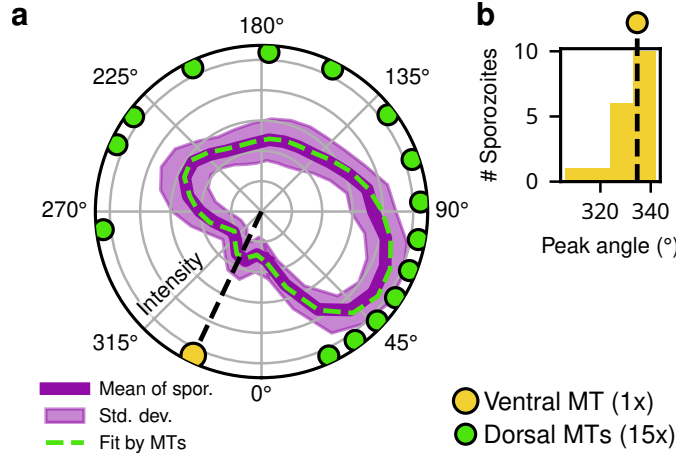 a
180°
225°
135°
270°
90°
Intensity
315°
45°
0°
Mean of spor.
Std. dev.
Fit by MTs
b
# Sporozoites
10
5
0
320
340
Peak angle (°)
Ventral MT (1x)
Dorsal MTs (15x)